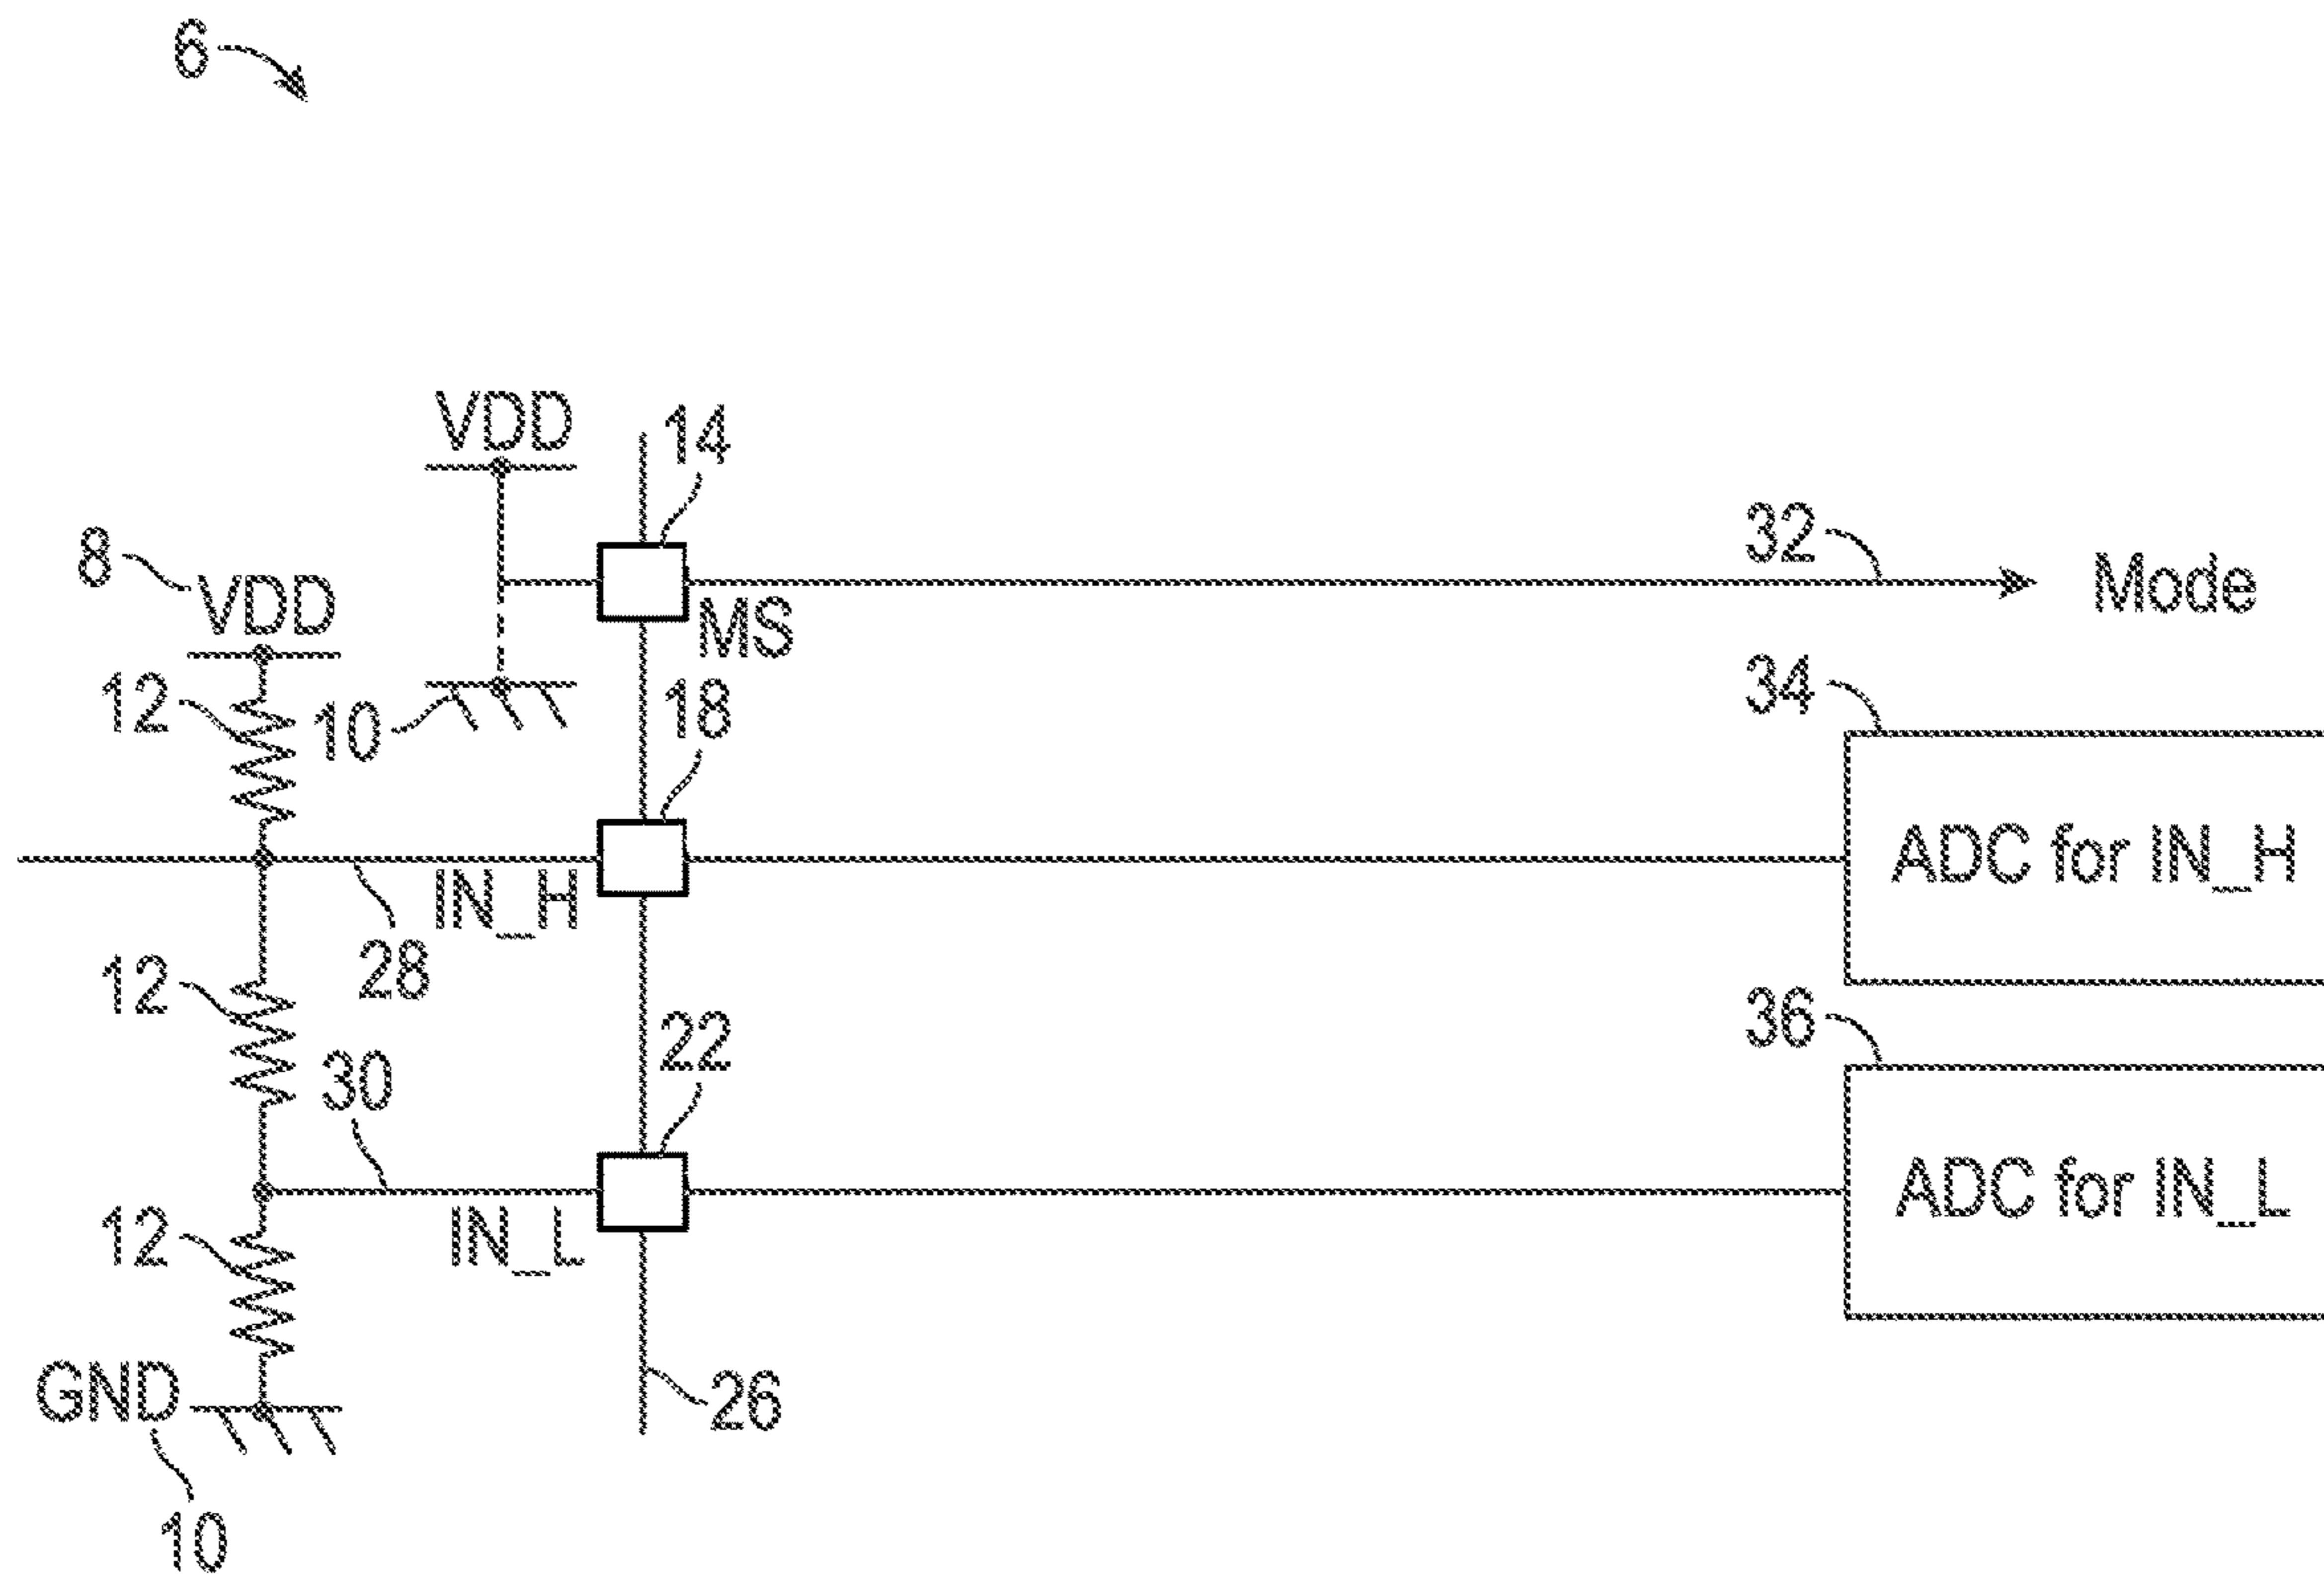 6
VDD
14
32
Mode
8
VDD
MS
12
10
18
34
ADC for IN_H
IN_H
28
12
30
22
36
ADC for IN_L
IN_L
12
GND
26
10